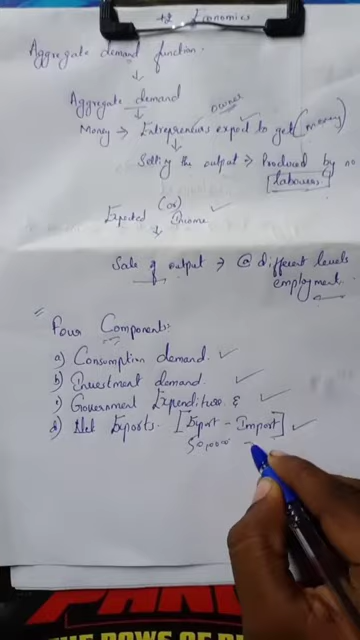 +2 Economics
Aggregate demand function.
↓
Aggregate demand
owner
Money → Entrepreneurs expect to get (money)
↓
Selling the output → Produced by no
labours
(or)
Expected Income
↓
Sale of output → @ different levels
employment.
Four Components:
a) Consumption demand.
b) Investment demand.
c) Government Expenditure &
d) Net Exports. [Export - Import]